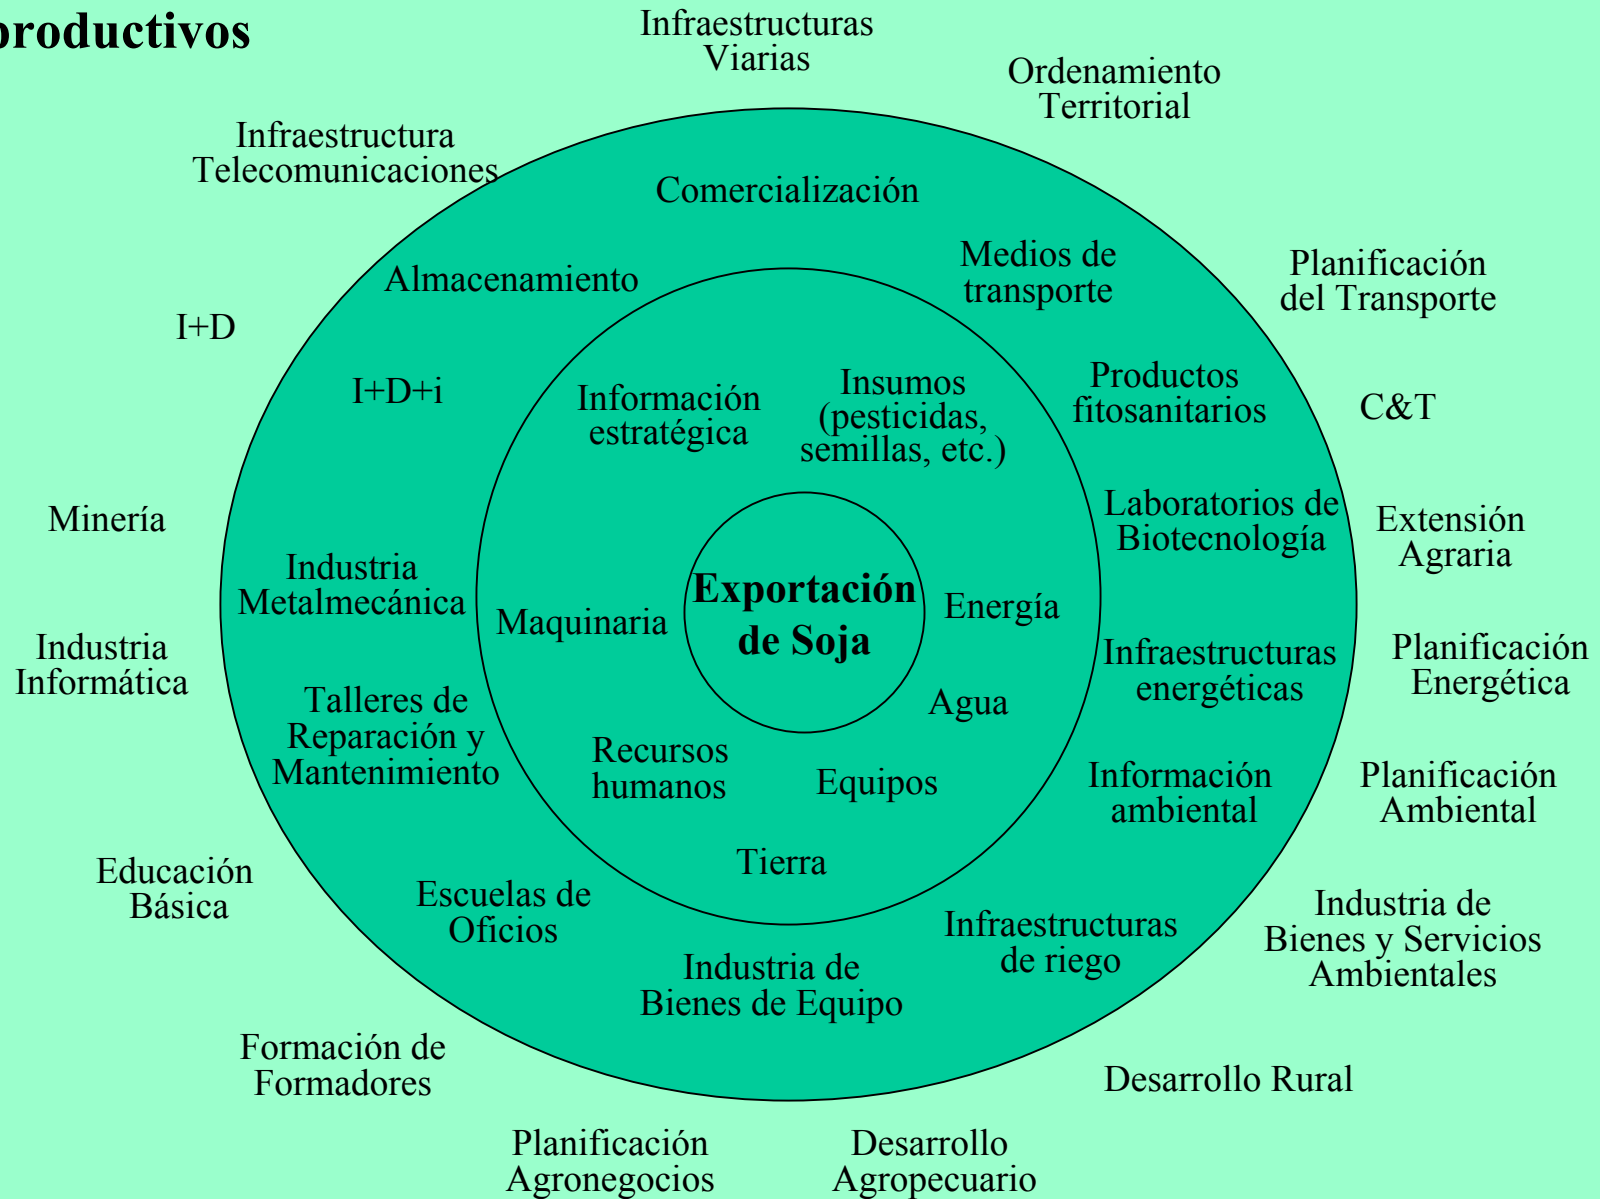 productivos
Infraestructuras
Viarias
Ordenamiento
Territorial
Infraestructura
Telecomunicaciones
Comercialización
Medios de
transporte
Planificación
del Transporte
Almacenamiento
I+D
I+D+i
Información
estratégica
Insumos
(pesticidas,
semillas, etc.)
Productos
fitosanitarios
C&T
Minería
Laboratorios de
Biotecnología
Extensión
Agraria
Industria
Metalmecánica
Maquinaria
Exportación
de Soja
Energía
Industria
Informática
Infraestructuras
energéticas
Planificación
Energética
Talleres de
Reparación y
Mantenimiento
Agua
Recursos
humanos
Equipos
Información
ambiental
Planificación
Ambiental
Tierra
Educación
Básica
Escuelas de
Oficios
Infraestructuras
de riego
Industria de
Bienes y Servicios
Ambientales
Industria de
Bienes de Equipo
Formación de
Formadores
Desarrollo Rural
Planificación
Agronegocios
Desarrollo
Agropecuario